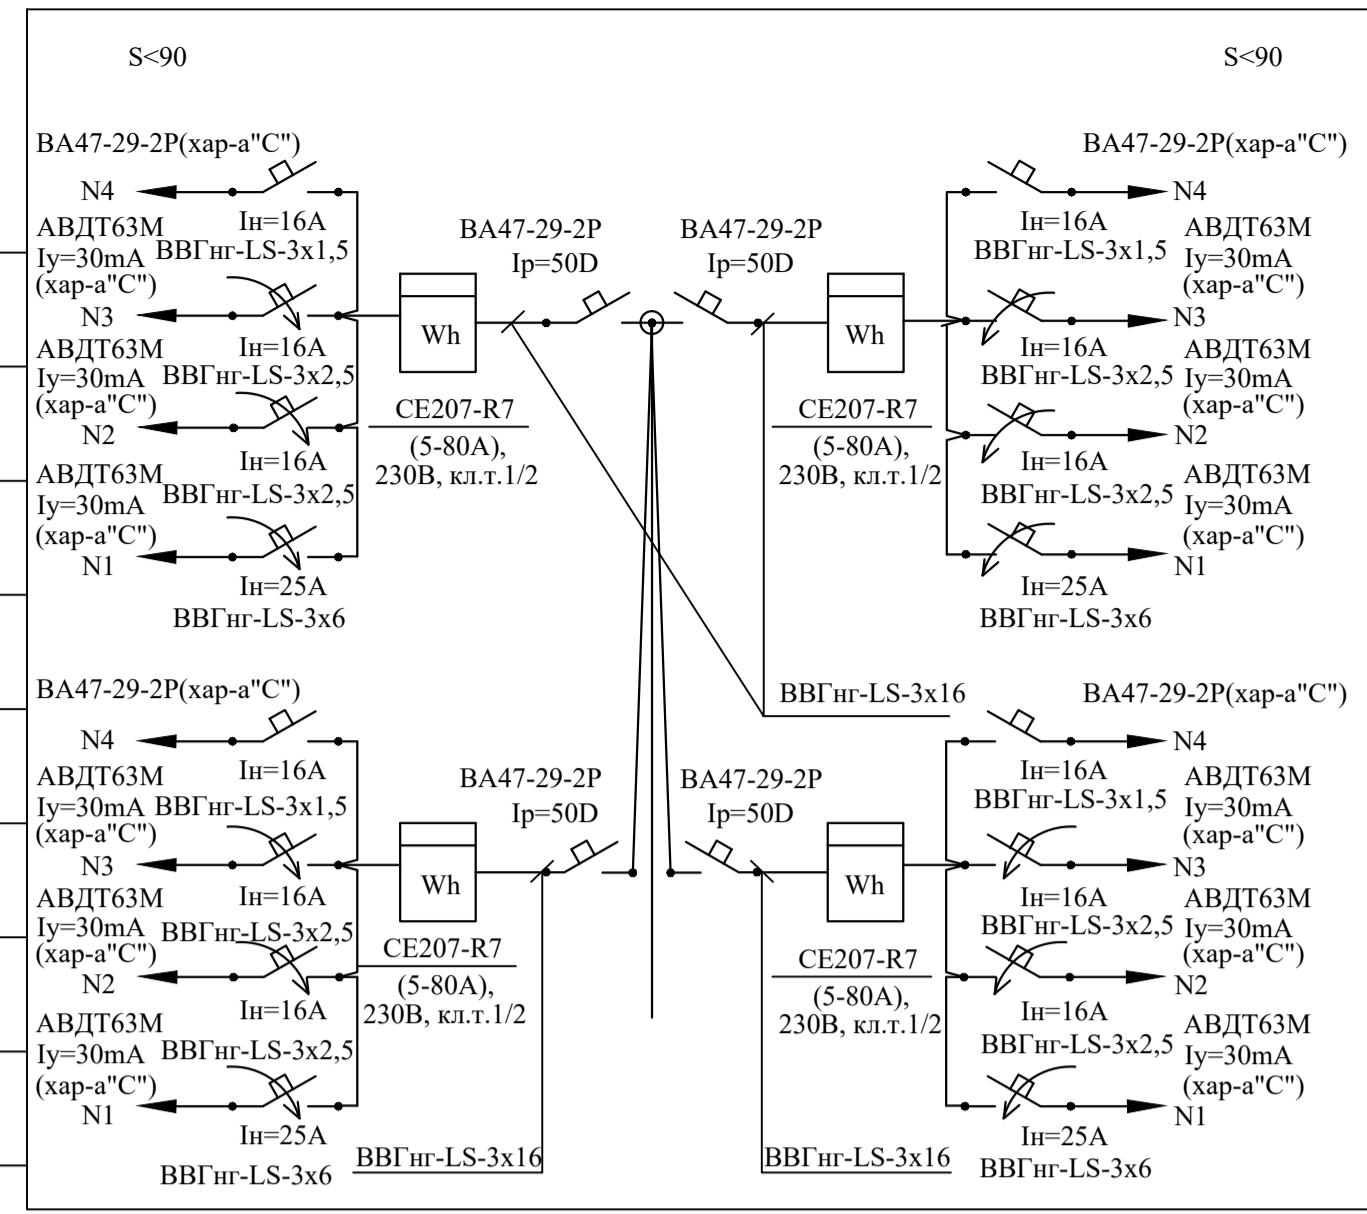 S<90
S<90
ВА47-29-2Р(хар-а"С")
N4
Iн=16А
АВДТ63М
Iу=30mA
(хар-а"С")
ВВГнг-LS-3х1,5
N3
Iн=16А
АВДТ63М
Iу=30mA
(хар-а"С")
ВВГнг-LS-3х2,5
N2
Iн=16А
АВДТ63М
Iу=30mA
(хар-а"С")
ВВГнг-LS-3х2,5
N1
Iн=25А
ВВГнг-LS-3х6
Wh
СЕ207-R7
(5-80А),
230В, кл.т.1/2
ВА47-29-2Р
Iр=50D
ВА47-29-2Р
Iр=50D
Wh
СЕ207-R7
(5-80А),
230В, кл.т.1/2
ВА47-29-2Р(хар-а"С")
N4
Iн=16А
ВВГнг-LS-3х1,5
АВДТ63М
Iу=30mA
(хар-а"С")
N3
Iн=16А
ВВГнг-LS-3х2,5
АВДТ63М
Iу=30mA
(хар-а"С")
N2
Iн=16А
ВВГнг-LS-3х2,5
АВДТ63М
Iу=30mA
(хар-а"С")
N1
Iн=25А
ВВГнг-LS-3х6
ВВГнг-LS-3х16
ВА47-29-2Р(хар-а"С")
N4
Iн=16А
АВДТ63М
Iу=30mA
(хар-а"С")
ВВГнг-LS-3х1,5
N3
Iн=16А
АВДТ63М
Iу=30mA
(хар-а"С")
ВВГнг-LS-3х2,5
N2
Iн=16А
АВДТ63М
Iу=30mA
(хар-а"С")
ВВГнг-LS-3х2,5
N1
Iн=25А
ВВГнг-LS-3х6
Wh
СЕ207-R7
(5-80А),
230В, кл.т.1/2
ВВГнг-LS-3х16
ВА47-29-2Р
Iр=50D
ВА47-29-2Р
Iр=50D
Wh
СЕ207-R7
(5-80А),
230В, кл.т.1/2
ВВГнг-LS-3х16
ВА47-29-2Р(хар-а"С")
N4
Iн=16А
ВВГнг-LS-3х1,5
АВДТ63М
Iу=30mA
(хар-а"С")
N3
Iн=16А
ВВГнг-LS-3х2,5
АВДТ63М
Iу=30mA
(хар-а"С")
N2
Iн=16А
ВВГнг-LS-3х2,5
АВДТ63М
Iу=30mA
(хар-а"С")
N1
Iн=25А
ВВГнг-LS-3х6